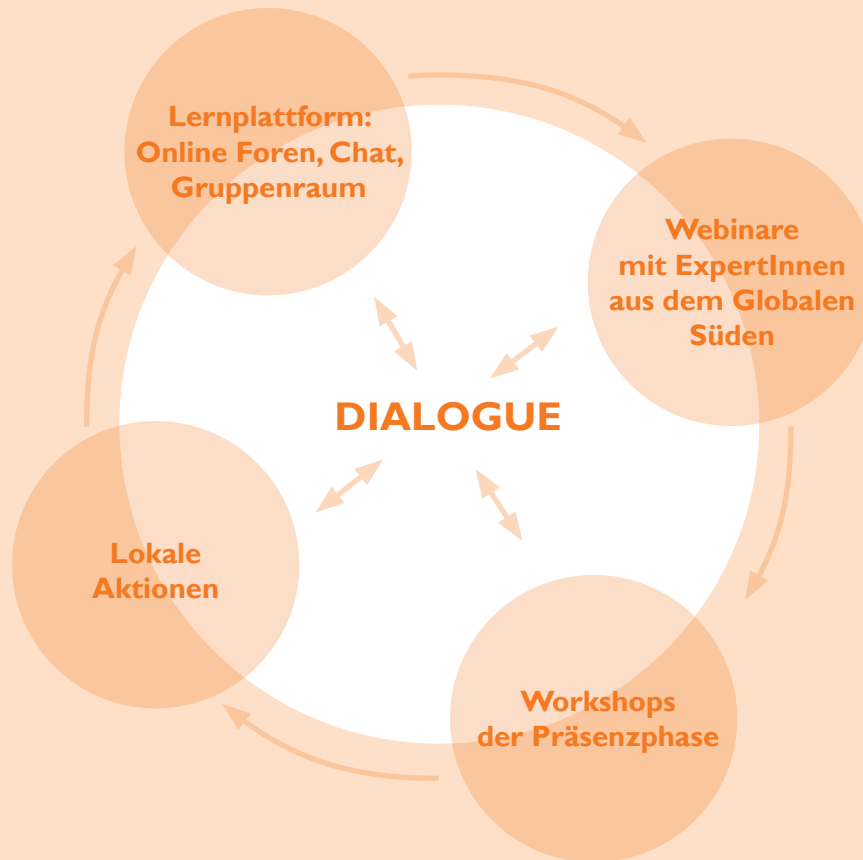 Lernplattform:
Online Foren, Chat,
Gruppenraum
Webinare
mit ExpertInnen
aus dem Globalen
Süden
DIALOGUE
Lokale
Aktionen
Workshops
der Präsenzphase